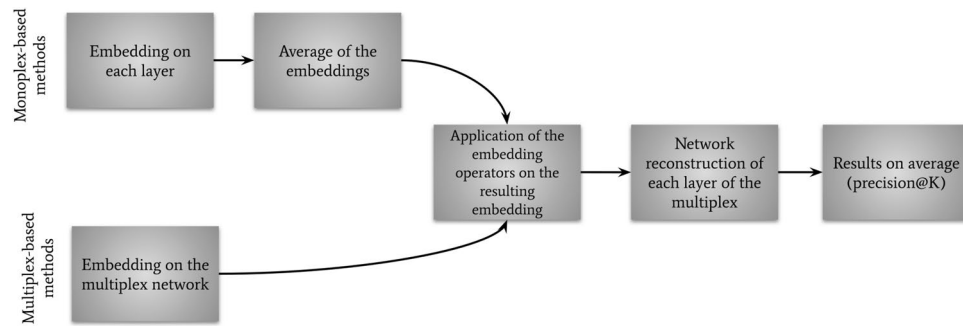 Monoplex-based
methods
Embedding on
each layer
Average of the
embeddings
Application of the
embedding
operators on the
resulting
embedding
Network
reconstruction of
each layer of the
multiplex
Results on average
(precision@K)
Multiplex-based
methods
Embedding on the
multiplex network